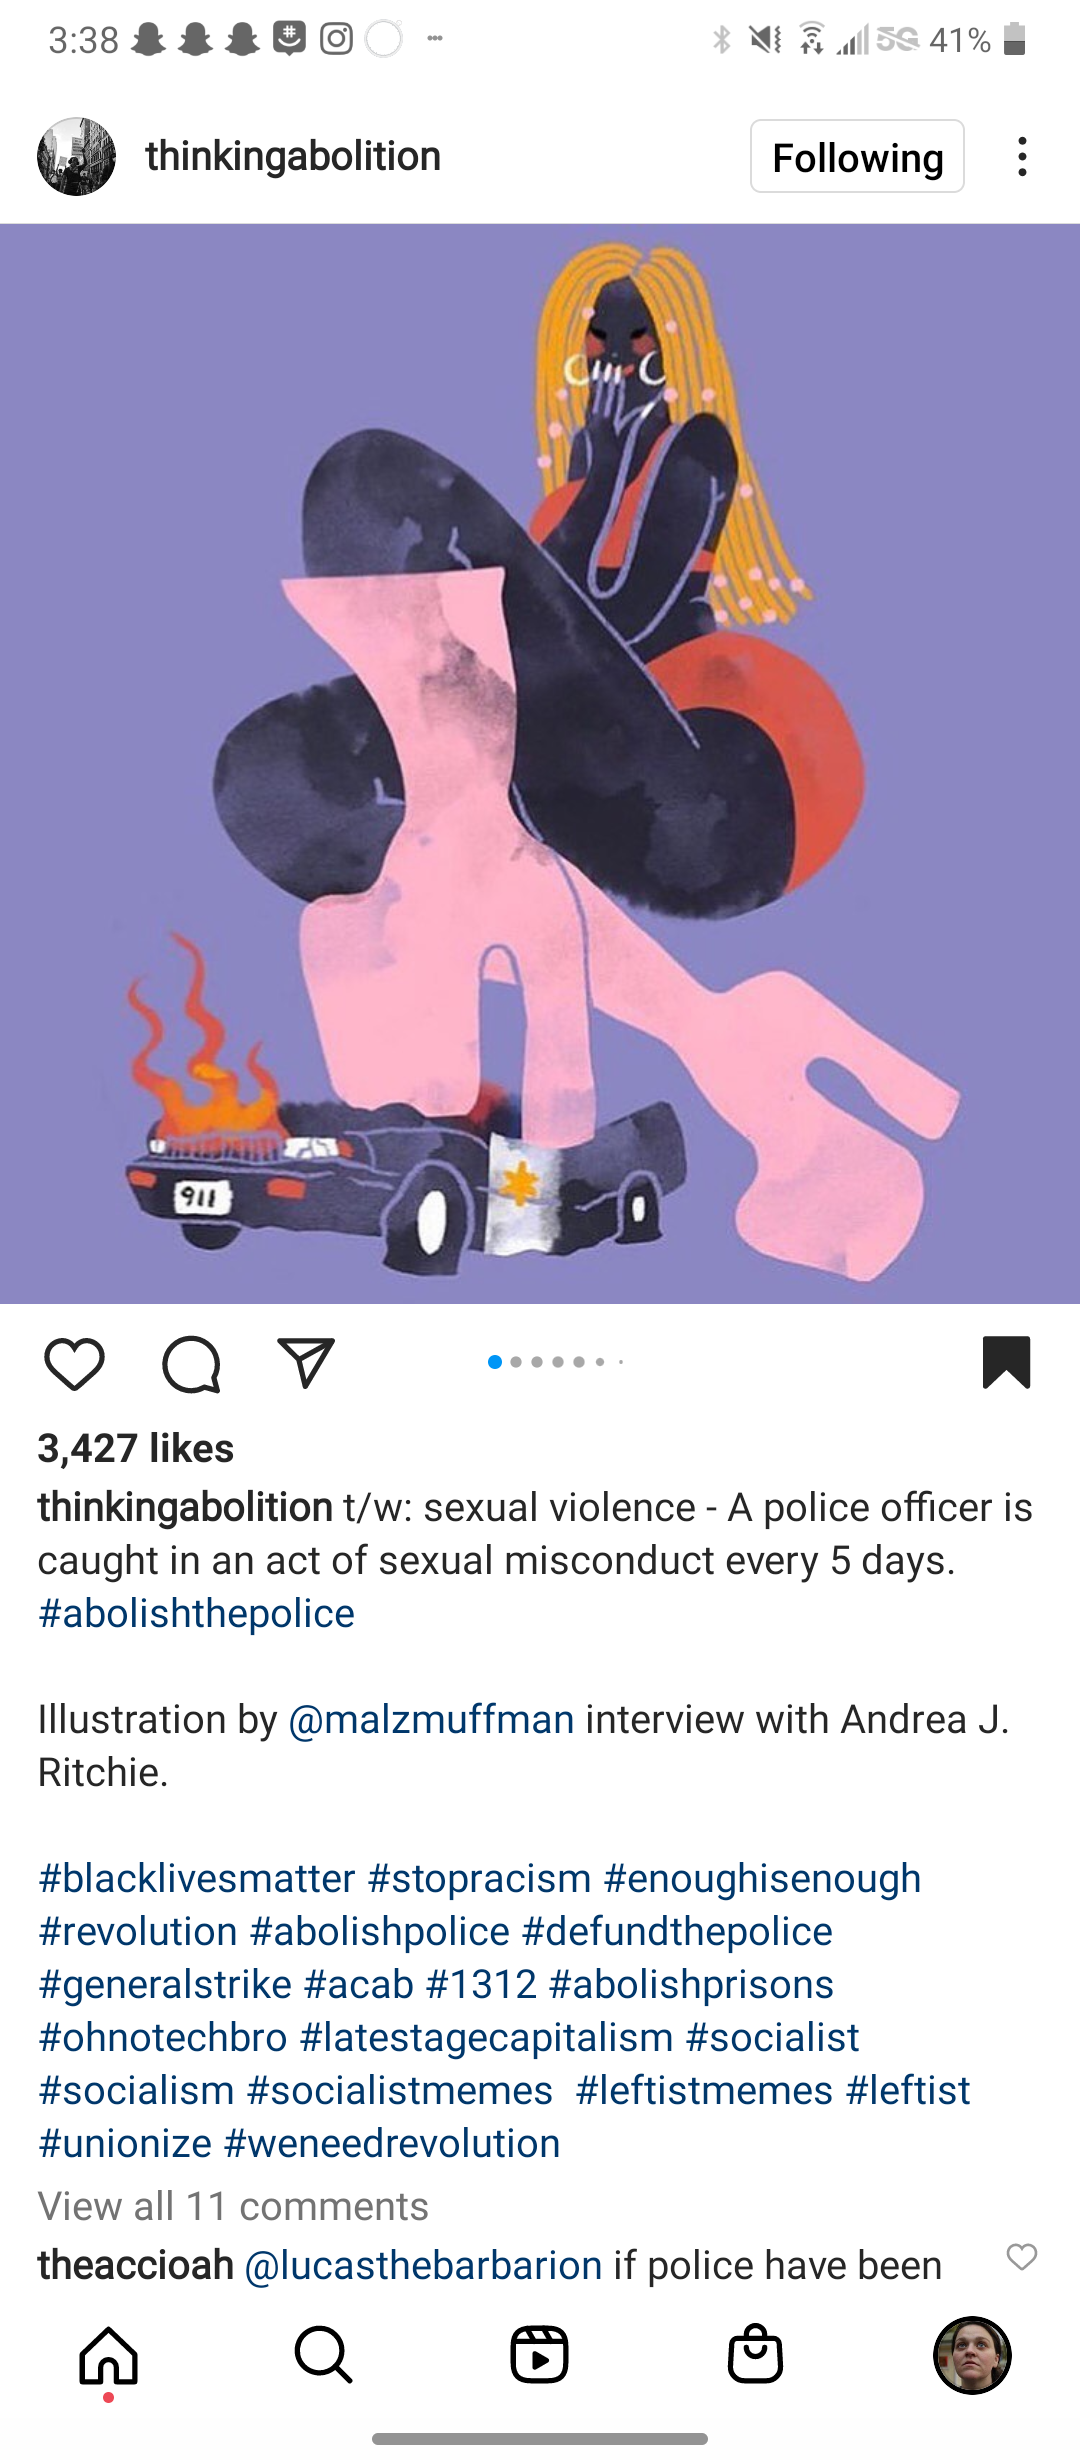 3:38 5G 41%
thinkingabolition Following
911
3,427 likes
thinkingabolition t/w: sexual violence - A police officer is
caught in an act of sexual misconduct every 5 days.
#abolishthepolice
Illustration by @malzmuffman interview with Andrea J.
Ritchie.
#blacklivesmatter #stopracism #enoughisenough
#revolution #abolishpolice #defundthepolice
#generalstrike #acab #1312 #abolishprisons
#ohnotechbro #latestagecapitalism #socialist
#socialism #socialistmemes #leftistmemes #leftist
#unionize #weneedrevolution
View all 11 comments
theaccioah @lucasthebarbarion if police have been